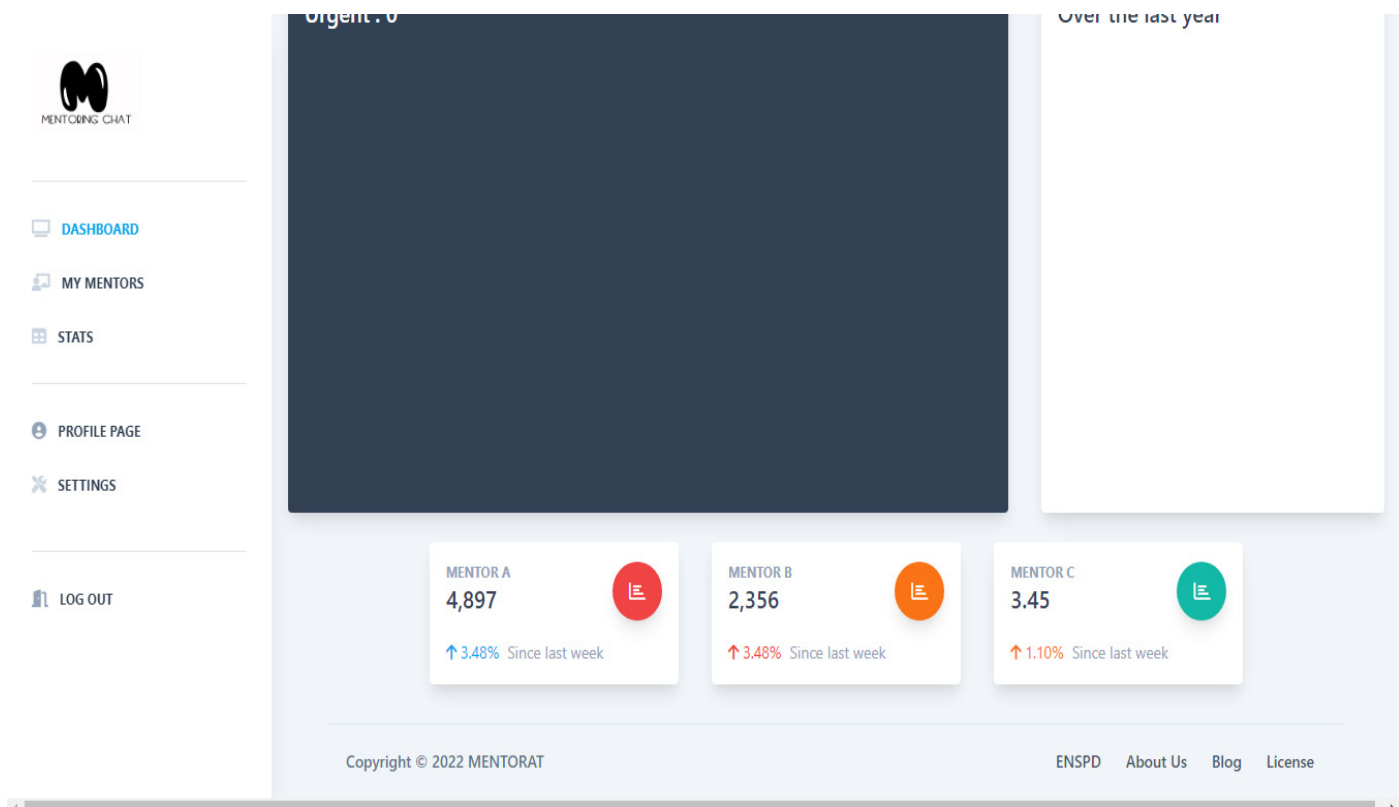 Urgent : 0
Over the last year
MENTORING CHAT
DASHBOARD
MY MENTORS
STATS
PROFILE PAGE
SETTINGS
LOG OUT
MENTOR A
4,897
3.48% Since last week
MENTOR B
2,356
3.48% Since last week
MENTOR C
3.45
1.10% Since last week
Copyright © 2022 MENTORAT
ENSPD About Us Blog License